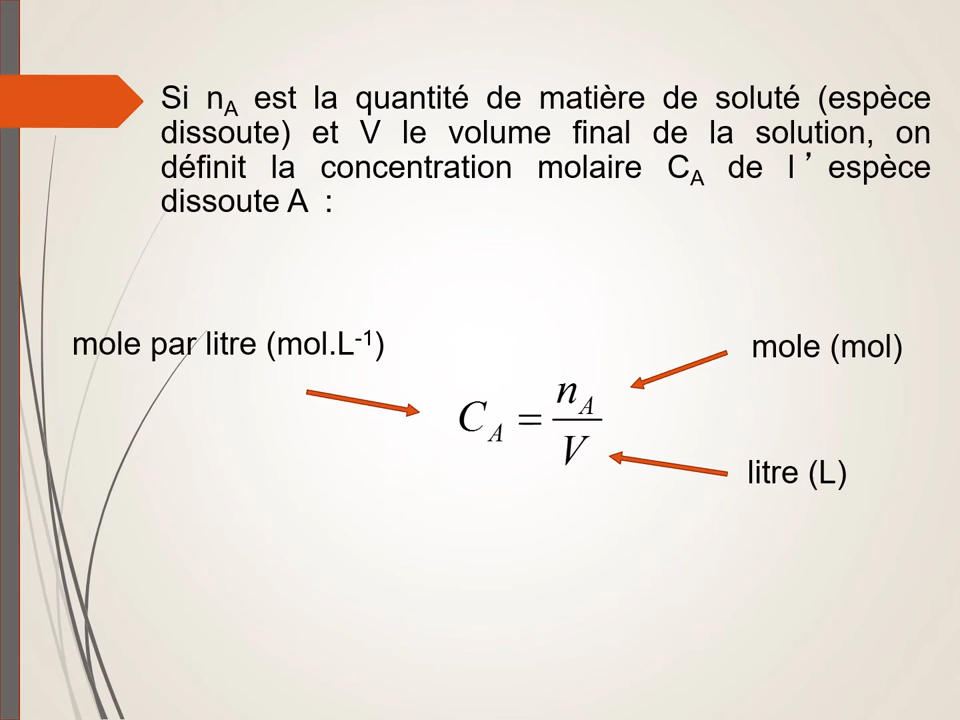 Si nA est la quantité de matière de soluté (espèce
dissoute) et V le volume final de la solution, on
définit la concentration molaire CA de l’espèce
dissoute A :
mole par litre (mol.L-1)
mole (mol)
CA = nA/V
litre (L)